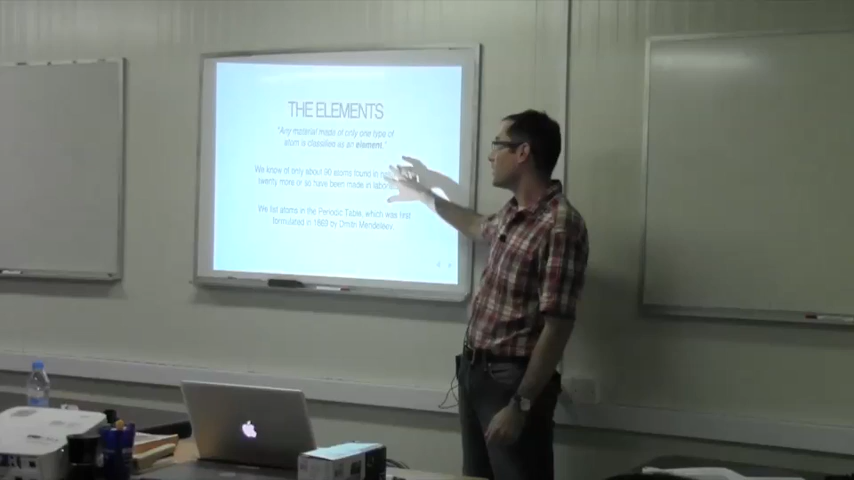 THE ELEMENTS
"Any material made of only one type of
atom is classified as an element."
We know of only about 90 atoms found in
twenty more or so have been made in
We list atoms in the Periodic Table, which was first
formulated in 1869 by Dmitri Mendeleev.